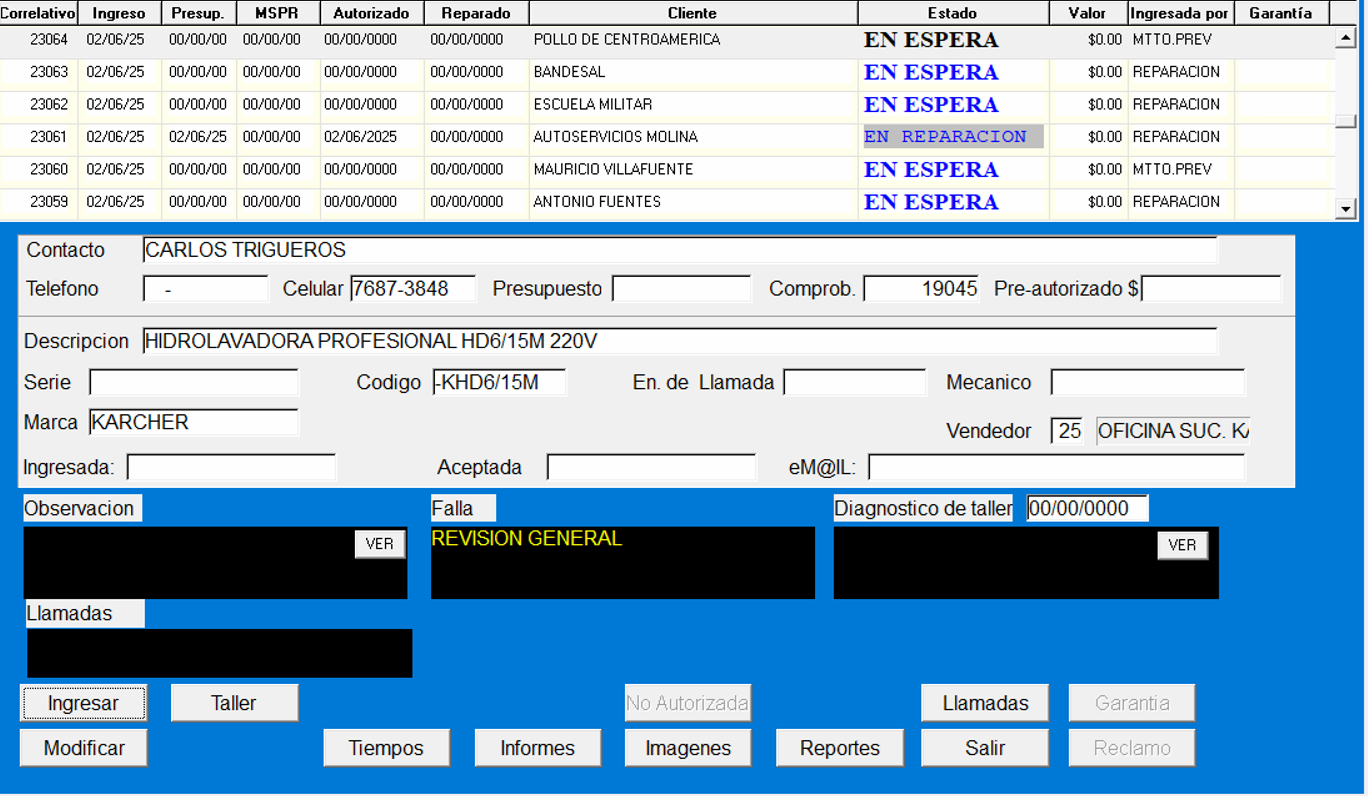 Correlativo Ingreso Presup. MSPR Autorizado Reparado Cliente Estado Valor Ingresada por Garantía
23064 02/06/25 00/00/00 00/00/00 00/00/0000 00/00/0000 POLLO DE CENTROAMERICA EN ESPERA $0.00 MTTO.PREV
23063 02/06/25 00/00/00 00/00/00 00/00/0000 00/00/0000 BANDESAL EN ESPERA $0.00 REPARACION
23062 02/06/25 00/00/00 00/00/00 00/00/0000 00/00/0000 ESCUELA MILITAR EN ESPERA $0.00 REPARACION
23061 02/06/25 02/06/25 00/00/00 02/06/2025 00/00/0000 AUTOSERVICIOS MOLINA EN REPARACION $0.00 REPARACION
23060 02/06/25 00/00/00 00/00/00 00/00/0000 00/00/0000 MAURICIO VILLAFUENTE EN ESPERA $0.00 MTTO.PREV
23059 02/06/25 00/00/00 00/00/00 00/00/0000 00/00/0000 ANTONIO FUENTES EN ESPERA $0.00 REPARACION
Contacto CARLOS TRIGUEROS
Telefono - Celular 7687-3848 Presupuesto Comprob. 19045 Pre-autorizado $
Descripcion HIDROLAVADORA PROFESIONAL HD6/15M 220V
Serie Codigo -KHD6/15M En. de Llamada Mecanico
Marca KARCHER
Vendedor 25 OFICINA SUC. KA
Ingresada: Aceptada eM@IL:
Observacion Falla Diagnostico de taller 00/00/0000
VER REVISION GENERAL VER
Llamadas
Ingresar Taller No Autorizada Llamadas Garantia
Modificar Tiempos Informes Imagenes Reportes Salir Reclamo